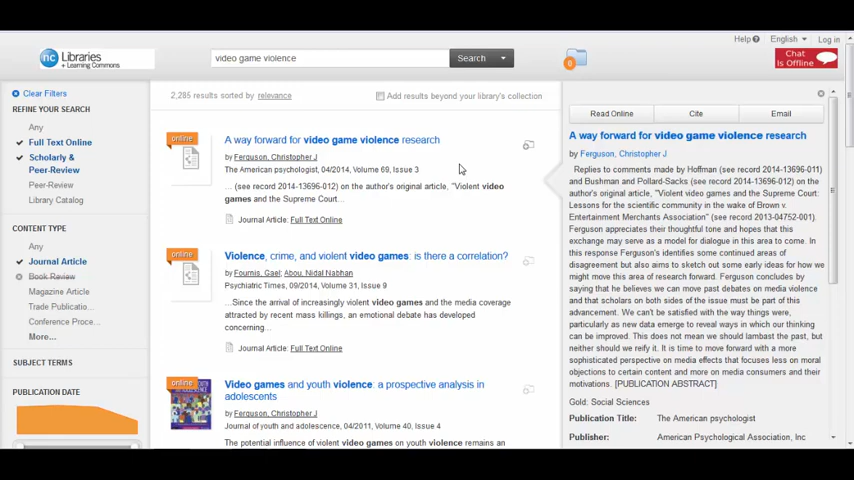 Help
English
Log in
nc Libraries
+ Learning Commons
video game violence
Search
0
Chat
Is Offline
Clear Filters
REFINE YOUR SEARCH
Any
Full Text Online
Scholarly &
Peer-Review
Peer-Review
Library Catalog
CONTENT TYPE
Any
Journal Article
Book Review
Magazine Article
Trade Publicatio...
Conference Proce...
More...
SUBJECT TERMS
PUBLICATION DATE
2,285 results sorted by relevance
Add results beyond your library's collection
online
A way forward for video game violence research
by Ferguson, Christopher J
The American psychologist, 04/2014, Volume 69, Issue 3
... (see record 2014-13696-012) on the author's original article, "Violent video
games and the Supreme Court...
Journal Article: Full Text Online
online
Violence, crime, and violent video games: is there a correlation?
by Fournis, Gael; Abou, Nidal Nabhan
Psychiatric Times, 09/2014, Volume 31, Issue 9
...Since the arrival of increasingly violent video games and the media coverage
attracted by recent mass killings, an emotional debate has developed
concerning...
Journal Article: Full Text Online
online
Video games and youth violence: a prospective analysis in
adolescents
by Ferguson, Christopher J
Journal of youth and adolescence, 04/2011, Volume 40, Issue 4
The potential influence of violent video games on youth violence remains an
Read Online
Cite
Email
A way forward for video game violence research
by Ferguson, Christopher J
Replies to comments made by Hoffman (see record 2014-13696-011)
and Bushman and Pollard-Sacks (see record 2014-13696-012) on the
author's original article, "Violent video games and the Supreme Court:
Lessons for the scientific community in the wake of Brown v.
Entertainment Merchants Association" (see record 2013-04752-001).
Ferguson appreciates their thoughtful tone and hopes that this
exchange may serve as a model for dialogue in this area to come. In
this response Ferguson's identifies some continued areas of
disagreement but also aims to sketch out some early ideas for how we
might move this area of research forward. Ferguson concludes by
saying that he believes we can move past debates on media violence
and that scholars on both sides of the issue must be part of this
advancement. We can't be satisfied with the way things were,
particularly as new data emerge to reveal ways in which our thinking
can be improved. This does not mean we should lambast the past, but
neither should we reify it. It is time to move forward with a more
sophisticated perspective on media effects that focuses less on moral
objections to certain content and more on media consumers and their
motivations. [PUBLICATION ABSTRACT]
Gold: Social Sciences
Publication Title: The American psychologist
Publisher: American Psychological Association, Inc